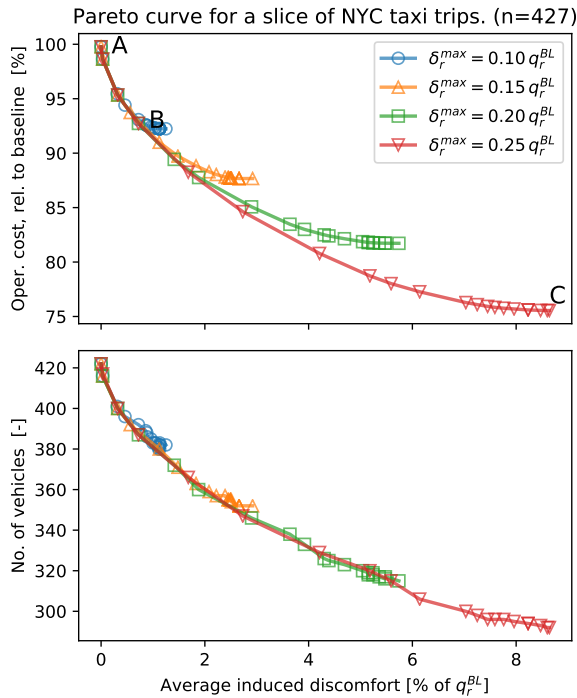 Pareto curve for a slice of NYC taxi trips. (n=427)
Oper. cost, rel. to baseline [%]
100
95
90
85
80
75
A
B
C
δ_r^{max} = 0.10 q_r^{BL}
δ_r^{max} = 0.15 q_r^{BL}
δ_r^{max} = 0.20 q_r^{BL}
δ_r^{max} = 0.25 q_r^{BL}
No. of vehicles [-]
420
400
380
360
340
320
300
0 2 4 6 8
Average induced discomfort [% of q_r^{BL}]